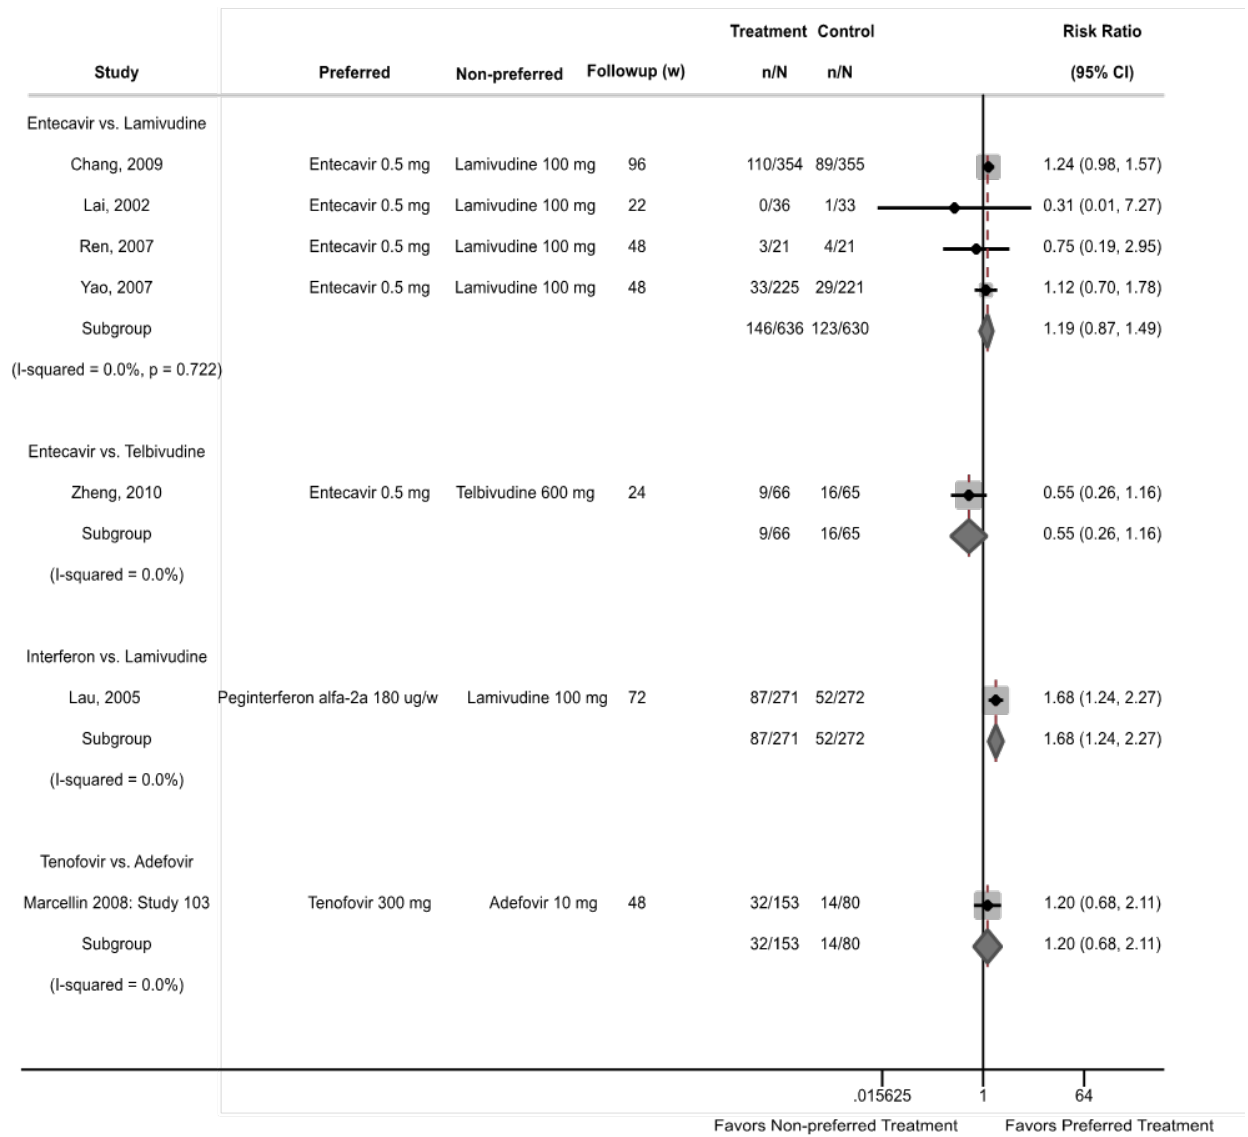 Treatment Control Risk Ratio
Study Preferred Non-preferred Followup (w) n/N n/N (95% CI)
Entecavir vs. Lamivudine
Chang, 2009 Entecavir 0.5 mg Lamivudine 100 mg 96 110/354 89/355 1.24 (0.98, 1.57)
Lai, 2002 Entecavir 0.5 mg Lamivudine 100 mg 22 0/36 1/33 0.31 (0.01, 7.27)
Ren, 2007 Entecavir 0.5 mg Lamivudine 100 mg 48 3/21 4/21 0.75 (0.19, 2.95)
Yao, 2007 Entecavir 0.5 mg Lamivudine 100 mg 48 33/225 29/221 1.12 (0.70, 1.78)
Subgroup 146/636 123/630 1.19 (0.87, 1.49)
(I-squared = 0.0%, p = 0.722)
Entecavir vs. Telbivudine
Zheng, 2010 Entecavir 0.5 mg Telbivudine 600 mg 24 9/66 16/65 0.55 (0.26, 1.16)
Subgroup 9/66 16/65 0.55 (0.26, 1.16)
(I-squared = 0.0%)
Interferon vs. Lamivudine
Lau, 2005 Peginterferon alfa-2a 180 ug/w Lamivudine 100 mg 72 87/271 52/272 1.68 (1.24, 2.27)
Subgroup 87/271 52/272 1.68 (1.24, 2.27)
(I-squared = 0.0%)
Tenofovir vs. Adefovir
Marcellin 2008: Study 103 Tenofovir 300 mg Adefovir 10 mg 48 32/153 14/80 1.20 (0.68, 2.11)
Subgroup 32/153 14/80 1.20 (0.68, 2.11)
(I-squared = 0.0%)
.015625 1 64
Favors Non-preferred Treatment Favors Preferred Treatment